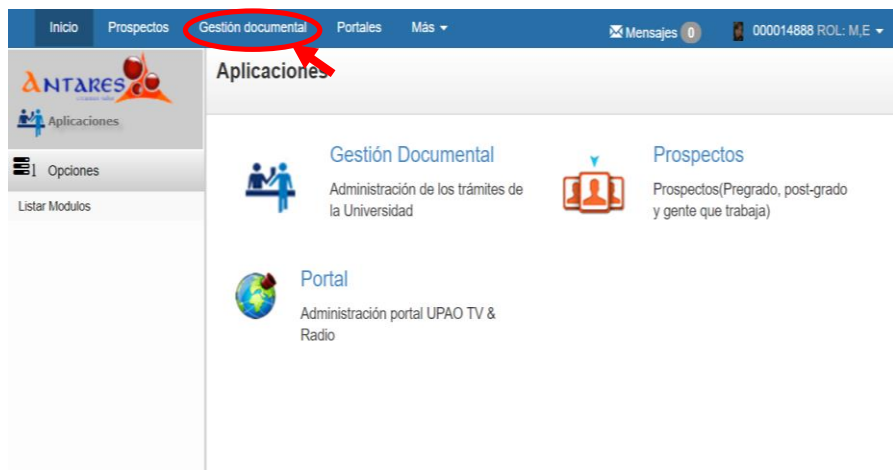 Inicio Prospectos Gestión documental Portales Más Mensajes 0 000014888 ROL: M,E
ANTARES
Aplicaciones
Opciones
Listar Modulos
Aplicaciones
Gestión Documental
Administración de los trámites de
la Universidad
Prospectos
Prospectos(Pregrado, post-grado
y gente que trabaja)
Portal
Administración portal UPAO TV &
Radio